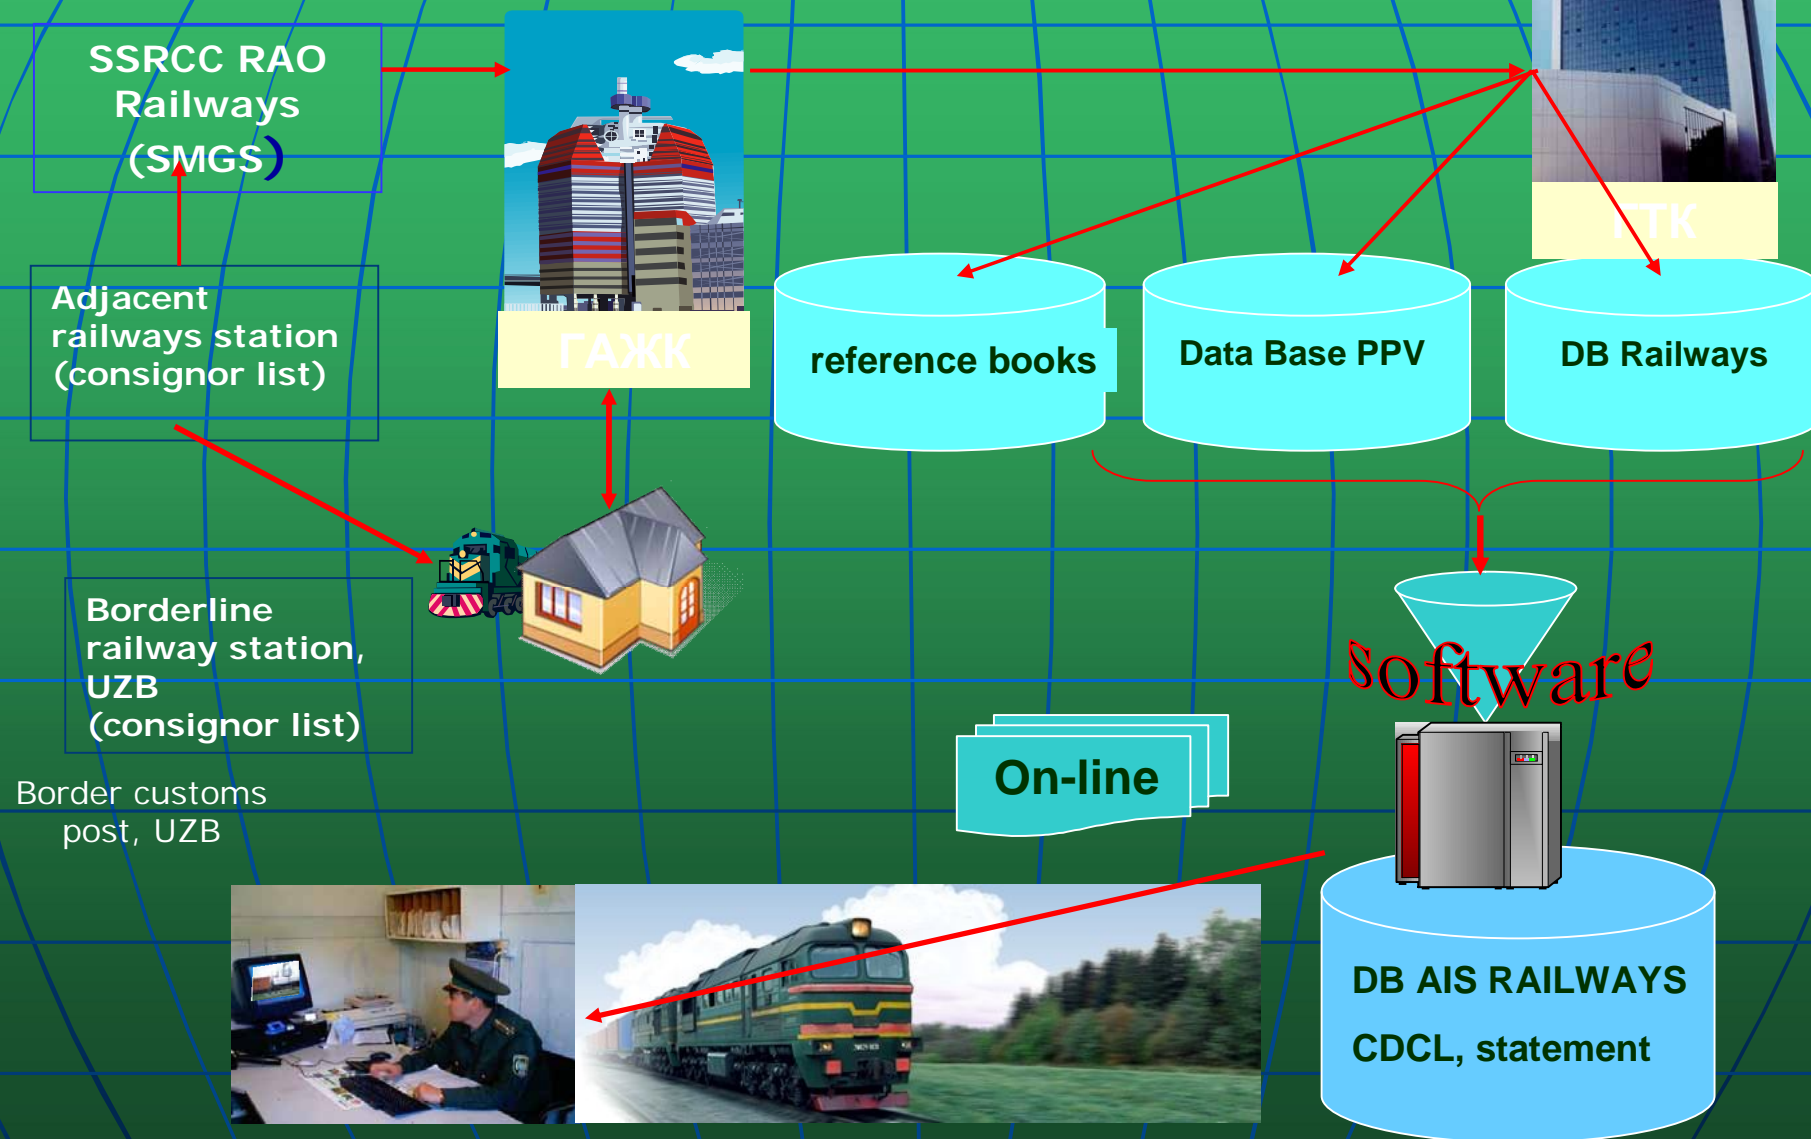 SSRCC RAO
Railways
(SMGS)
Adjacent
railways station
(consignor list)
ГАЖК
ГТК
reference books
Data Base PPV
DB Railways
Borderline
railway station,
UZB
(consignor list)
software
On-line
Border customs
post, UZB
DB AIS RAILWAYS
CDCL, statement